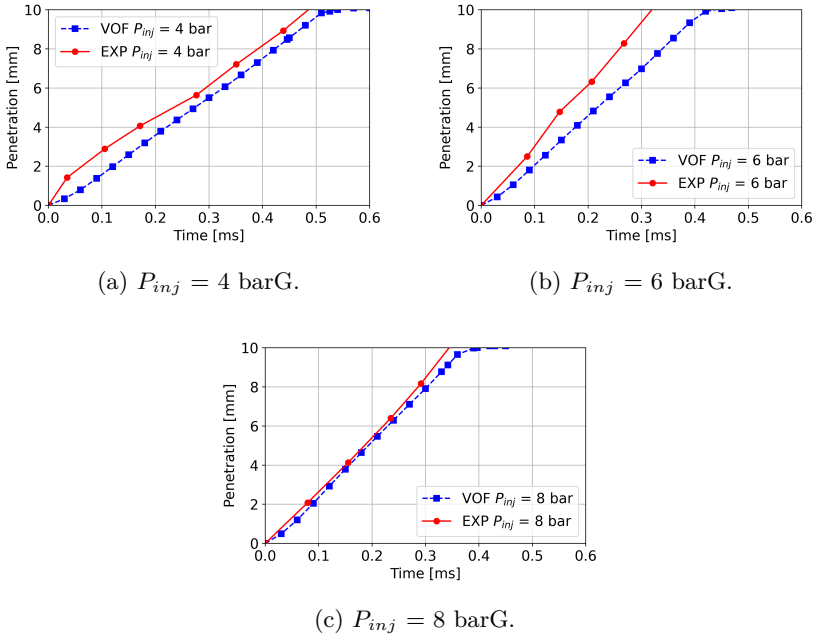 10
8
6
4
2
0
Penetration [mm]
VOF P_inj = 4 bar
EXP P_inj = 4 bar
0.0 0.1 0.2 0.3 0.4 0.5 0.6
Time [ms]
(a) P_inj = 4 barG.
10
8
6
4
2
0
Penetration [mm]
VOF P_inj = 6 bar
EXP P_inj = 6 bar
0.0 0.1 0.2 0.3 0.4 0.5 0.6
Time [ms]
(b) P_inj = 6 barG.
10
8
6
4
2
0
Penetration [mm]
VOF P_inj = 8 bar
EXP P_inj = 8 bar
0.0 0.1 0.2 0.3 0.4 0.5 0.6
Time [ms]
(c) P_inj = 8 barG.